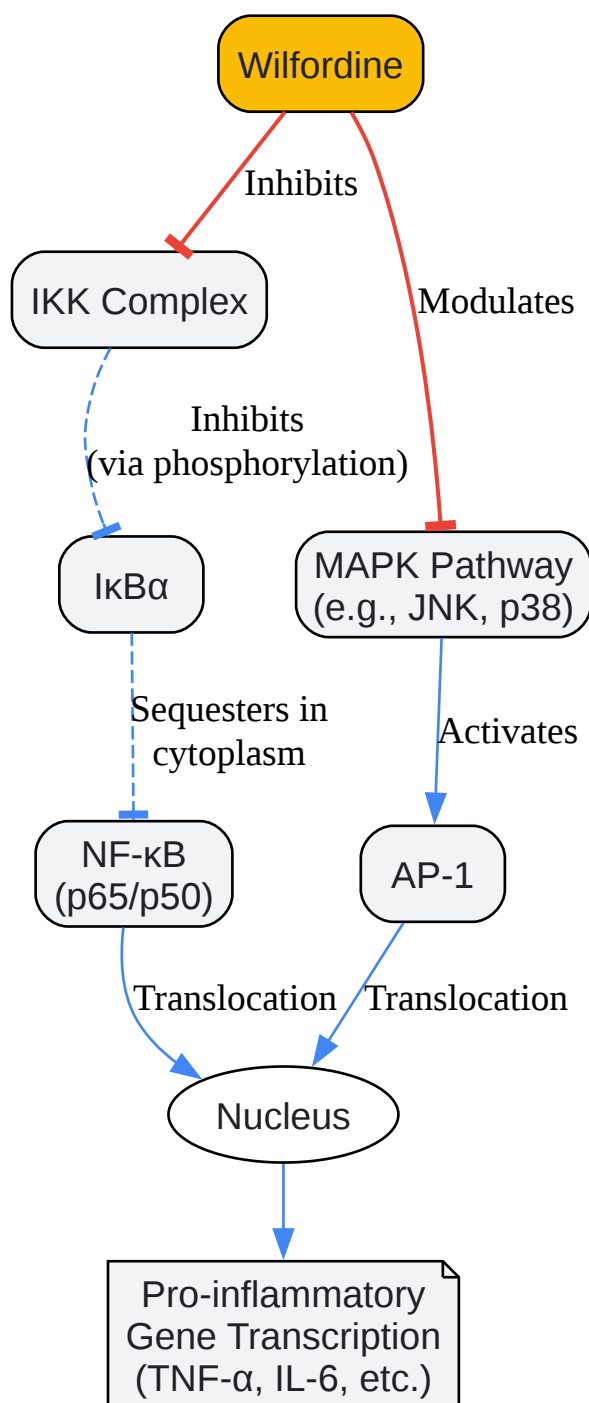 Wilfordine
Inhibits
IKK Complex
Modulates
Inhibits
(via phosphorylation)
IκBα
MAPK Pathway
(e.g., JNK, p38)
Sequesters in
cytoplasm
Activates
NF-κB
(p65/p50)
AP-1
Translocation
Translocation
Nucleus
Pro-inflammatory
Gene Transcription
(TNF-α, IL-6, etc.)